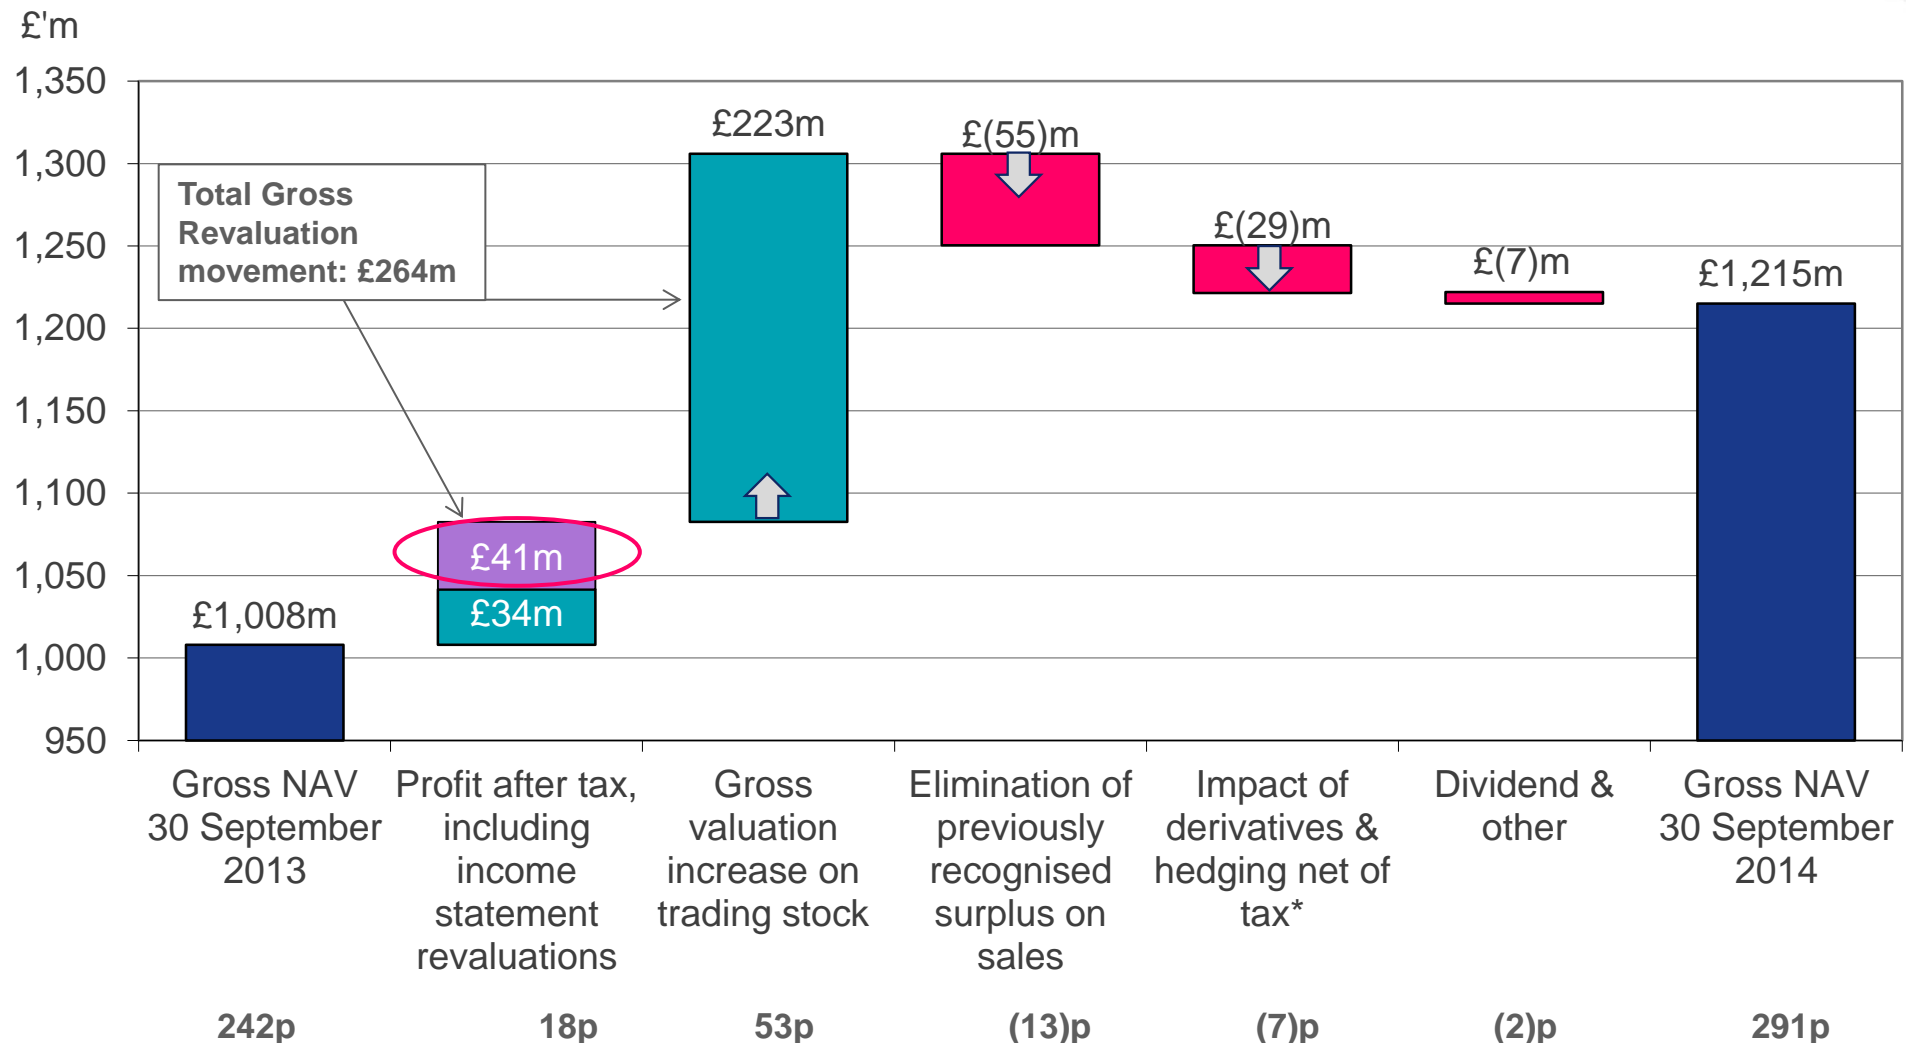 £'m
1,350
1,300
1,250
1,200
1,150
1,100
1,050
1,000
950
Total Gross
Revaluation
movement: £264m
£1,008m
£41m
£34m
£223m
£(55)m
£(29)m
£(7)m
£1,215m
Gross NAV
30 September
2013
Profit after tax,
including
income
statement
revaluations
Gross
valuation
increase on
trading stock
Elimination of
previously
recognised
surplus on
sales
Impact of
derivatives &
hedging net of
tax*
Dividend &
other
Gross NAV
30 September
2014
242p 18p 53p (13)p (7)p (2)p 291p